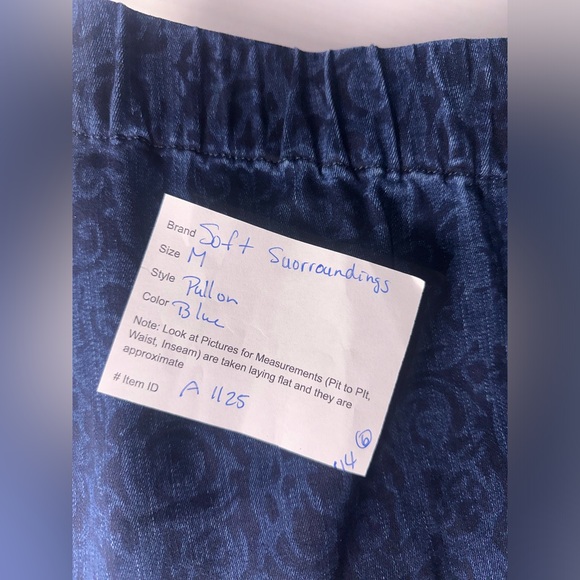 Brand Soft Suorroundings
Size M
Style Pull on
Color Blue
Note: Look at Pictures for Measurements (Pit to PIt,
Waist, Inseam) are taken laying flat and they are
approximate
# Item ID A 1125
6
44